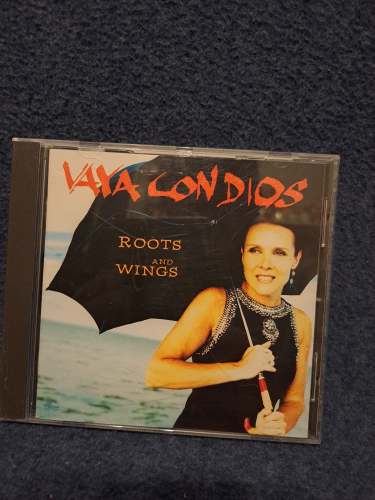 VAYA CON DIOS
ROOTS
AND
WINGS